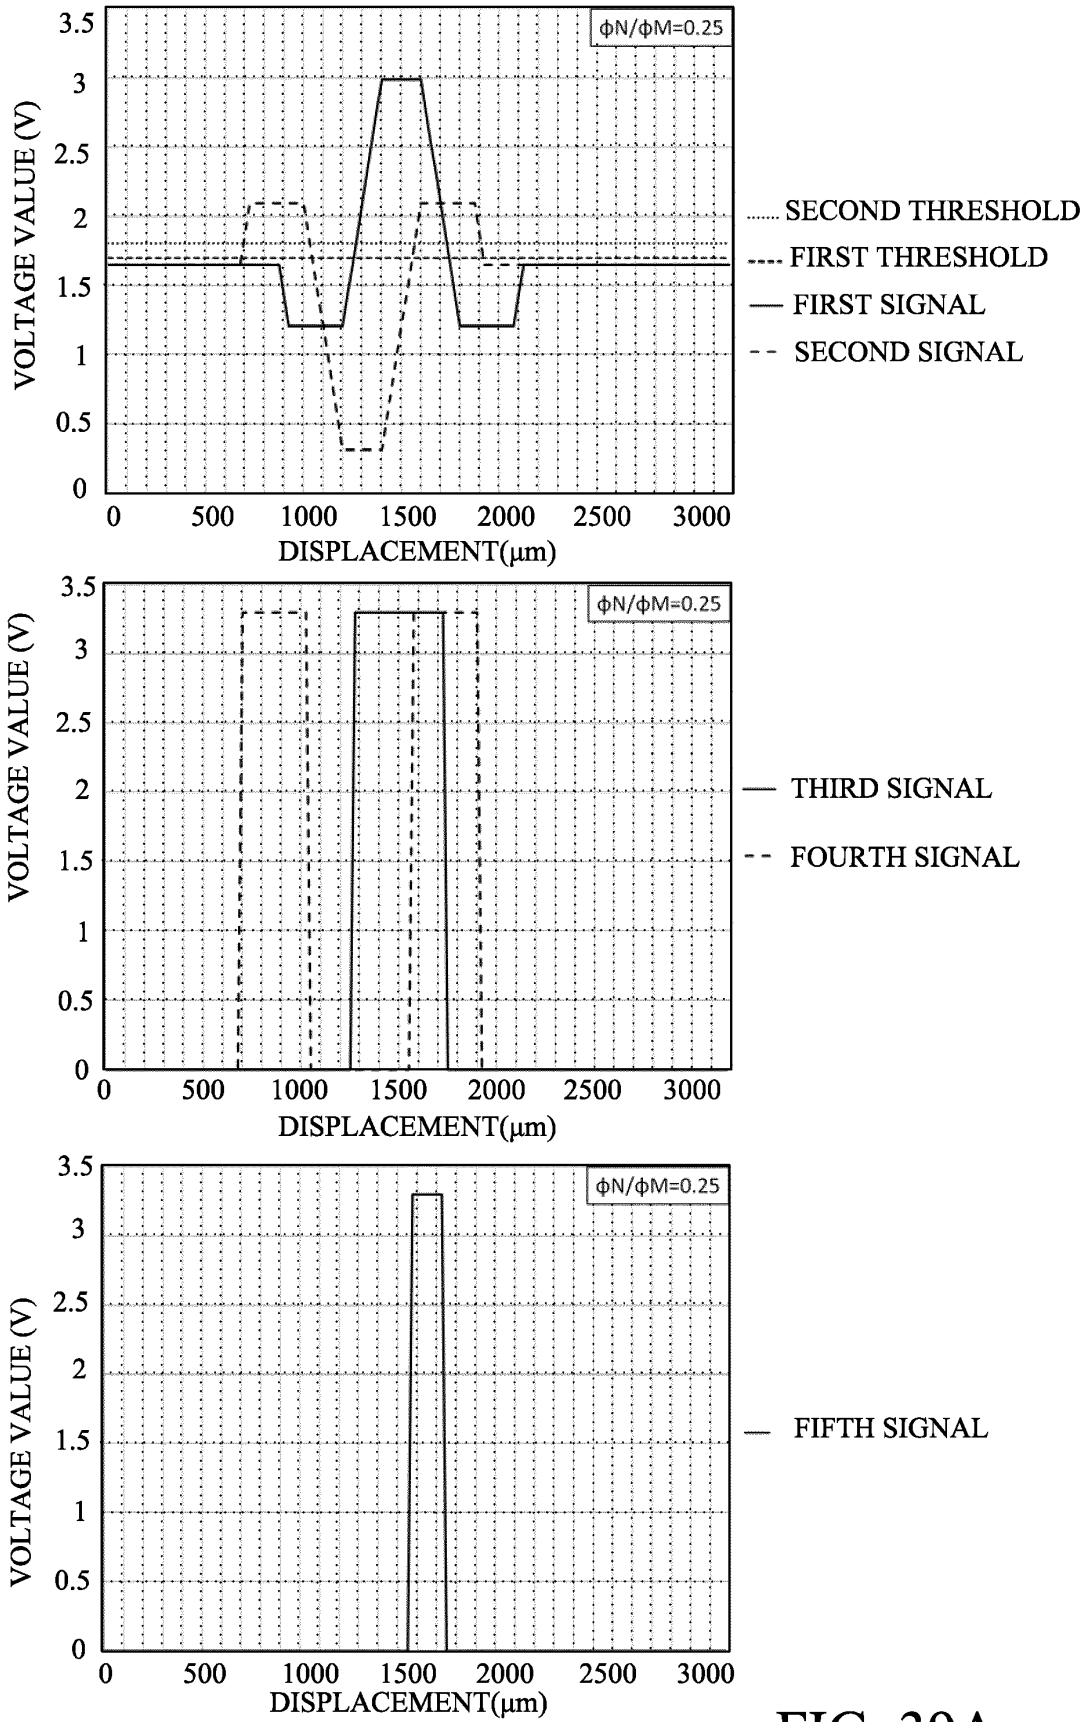 3.5
3
2.5
2
1.5
1
0.5
0
VOLTAGE VALUE (V)
ϕN/ϕM=0.25
0 500 1000 1500 2000 2500 3000
DISPLACEMENT(μm)
SECOND THRESHOLD
FIRST THRESHOLD
FIRST SIGNAL
SECOND SIGNAL
3.5
3
2.5
2
1.5
1
0.5
0
VOLTAGE VALUE (V)
ϕN/ϕM=0.25
0 500 1000 1500 2000 2500 3000
DISPLACEMENT(μm)
THIRD SIGNAL
FOURTH SIGNAL
3.5
3
2.5
2
1.5
1
0.5
0
VOLTAGE VALUE (V)
ϕN/ϕM=0.25
0 500 1000 1500 2000 2500 3000
DISPLACEMENT(μm)
FIFTH SIGNAL